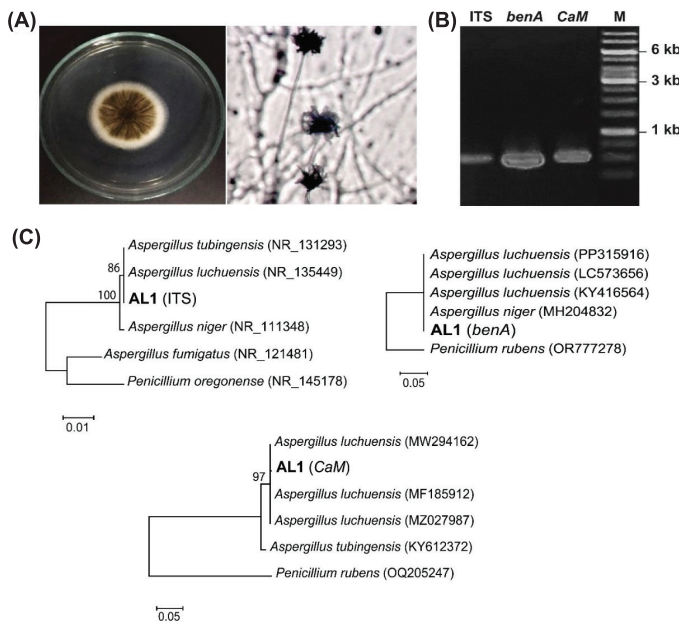 (A)
(B)
ITS benA CaM M
6 kb
3 kb
1 kb
(C)
Aspergillus tubingensis (NR_131293)
86
Aspergillus luchuensis (NR_135449)
100
AL1 (ITS)
Aspergillus niger (NR_111348)
Aspergillus fumigatus (NR_121481)
Penicillium oregonense (NR_145178)
0.01
Aspergillus luchuensis (PP315916)
Aspergillus luchuensis (LC573656)
Aspergillus luchuensis (KY416564)
Aspergillus niger (MH204832)
AL1 (benA)
Penicillium rubens (OR777278)
0.05
Aspergillus luchuensis (MW294162)
97
AL1 (CaM)
Aspergillus luchuensis (MF185912)
Aspergillus luchuensis (MZ027987)
Aspergillus tubingensis (KY612372)
Penicillium rubens (OQ205247)
0.05